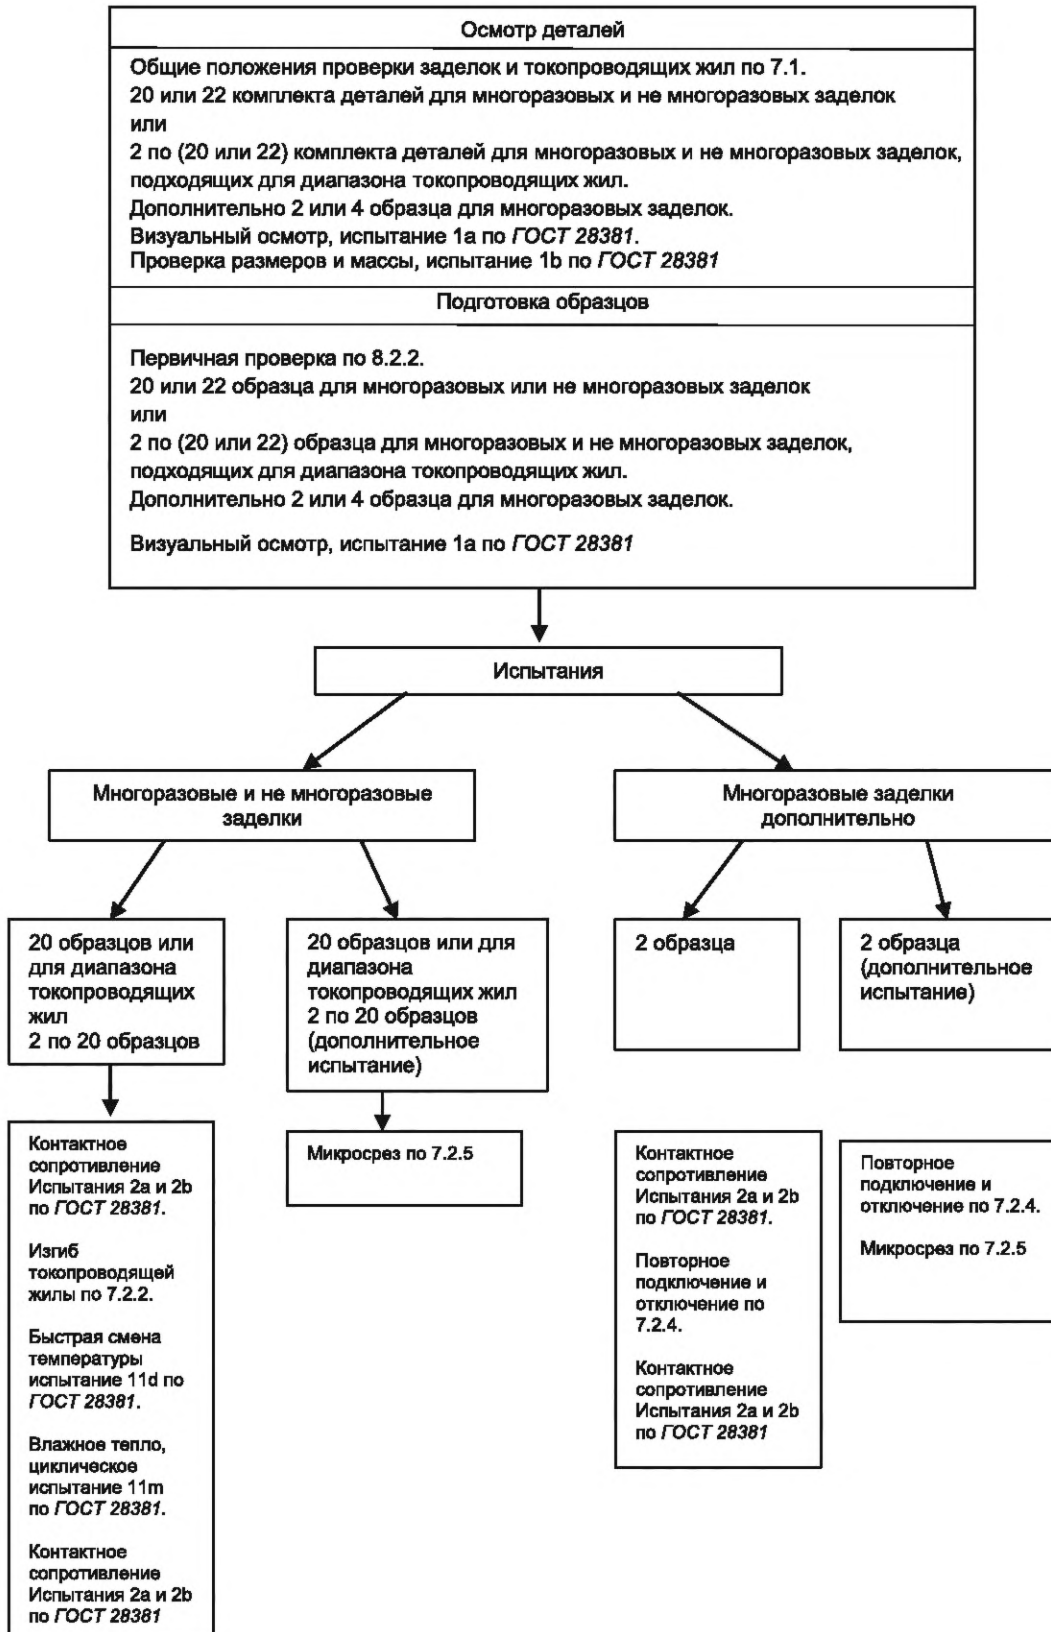 Осмотр деталей
Общие положения проверки заделок и токопроводящих жил по 7.1.
20 или 22 комплекта деталей для многоразовых и не многоразовых заделок
или
2 по (20 или 22) комплекта деталей для многоразовых и не многоразовых заделок,
подходящих для диапазона токопроводящих жил.
Дополнительно 2 или 4 образца для многоразовых заделок.
Визуальный осмотр, испытание 1а по ГОСТ 28381.
Проверка размеров и массы, испытание 1b по ГОСТ 28381
Подготовка образцов
Первичная проверка по 8.2.2.
20 или 22 образца для многоразовых или не многоразовых заделок
или
2 по (20 или 22) образца для многоразовых и не многоразовых заделок,
подходящих для диапазона токопроводящих жил.
Дополнительно 2 или 4 образца для многоразовых заделок.
Визуальный осмотр, испытание 1а по ГОСТ 28381
Испытания
Многоразовые и не многоразовые
заделки
Многоразовые заделки
дополнительно
20 образцов или
для диапазона
токопроводящих
жил
2 по 20 образцов
20 образцов или для
диапазона
токопроводящих жил
2 по 20 образцов
(дополнительное
испытание)
2 образца
2 образца
(дополнительное
испытание)
Контактное
сопротивление
Испытания 2а и 2b
по ГОСТ 28381.
Изгиб
токопроводящей
жилы по 7.2.2.
Быстрая смена
температуры
испытание 11d по
ГОСТ 28381.
Влажное тепло,
циклическое
испытание 11m
по ГОСТ 28381.
Контактное
сопротивление
Испытания 2а и 2b
по ГОСТ 28381
Микросрез по 7.2.5
Контактное
сопротивление
Испытания 2а и 2b
по ГОСТ 28381.
Повторное
подключение и
отключение по
7.2.4.
Контактное
сопротивление
Испытания 2а и 2b
по ГОСТ 28381
Повторное
подключение и
отключение по 7.2.4.
Микросрез по 7.2.5